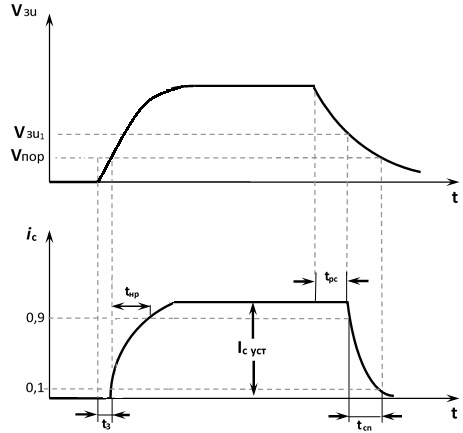 Vзи
Vзи1
Vпор
t
iс
tнр
tрс
0,9
Iс уст
0,1
t
tз
tсп